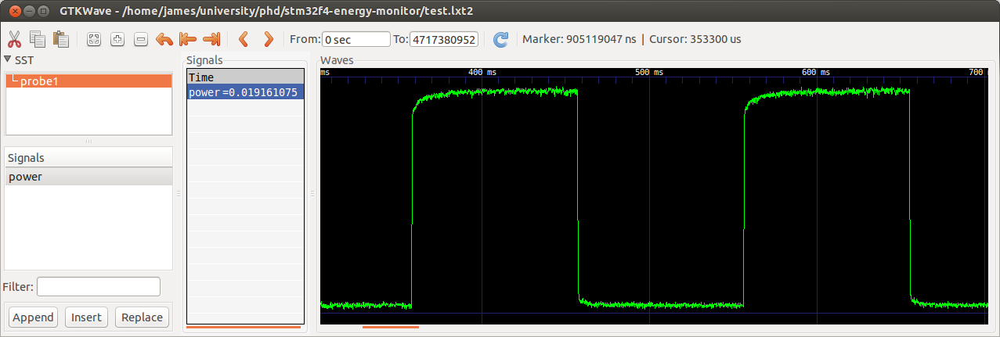 GTKWave - /home/james/university/phd/stm32f4-energy-monitor/test.lxt2
From: 0 sec To: 4717380952 Marker: 905119047 ns | Cursor: 353300 us
SST
probe1
Signals
power
Filter:
Append Insert Replace
Signals
Time
power=0.019161075
Waves
ms 400 ms 500 ms 600 ms 700